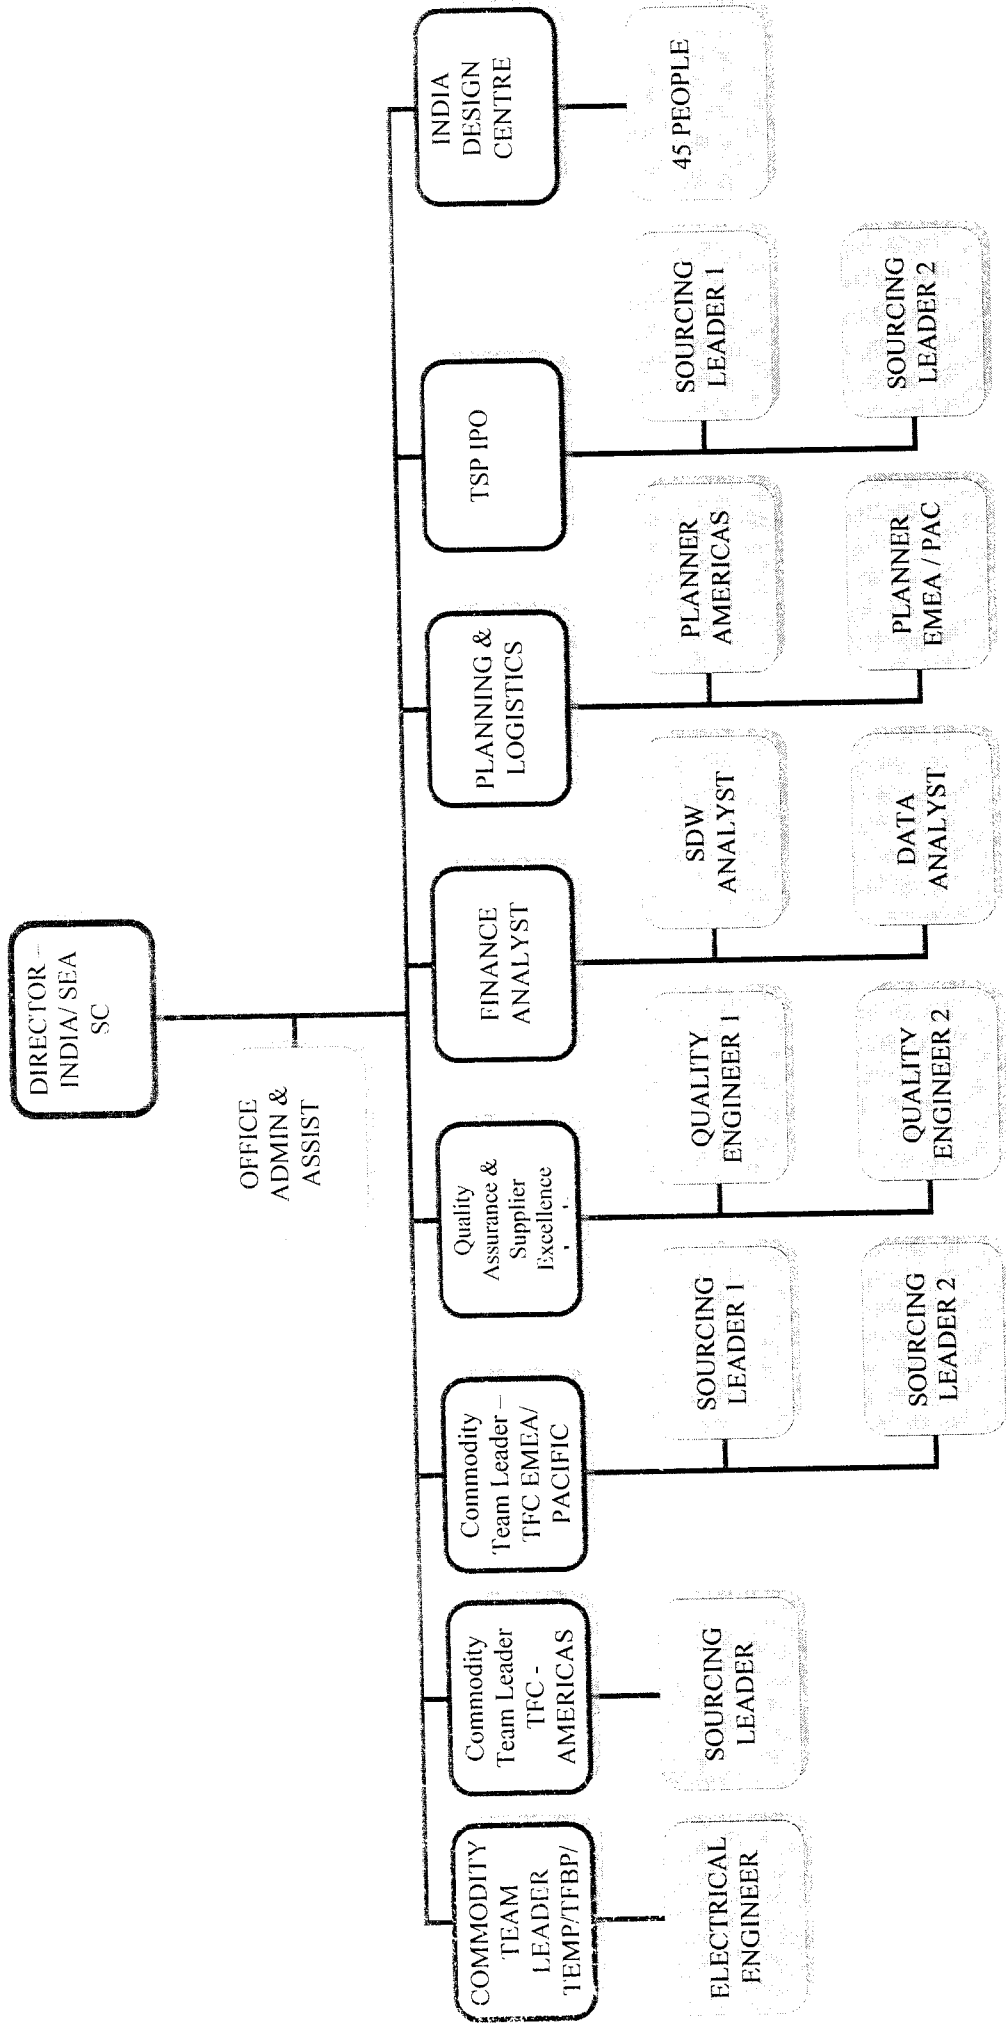 DIRECTOR –
INDIA/ SEA
SC
OFFICE
ADMIN &
ASSIST
COMMODITY
TEAM
LEADER
TEMP/TFBP/
Commodity
Team Leader
TFC -
AMERICAS
Commodity
Team Leader –
TFC EMEA/
PACIFIC
Quality
Assurance &
Supplier
Excellence
FINANCE
ANALYST
PLANNING &
LOGISTICS
TSP IPO
INDIA
DESIGN
CENTRE
ELECTRICAL
ENGINEER
SOURCING
LEADER
SOURCING
LEADER 1
QUALITY
ENGINEER 1
SDW
ANALYST
PLANNER
AMERICAS
SOURCING
LEADER 1
45 PEOPLE
SOURCING
LEADER 2
QUALITY
ENGINEER 2
DATA
ANALYST
PLANNER
EMEA / PAC
SOURCING
LEADER 2